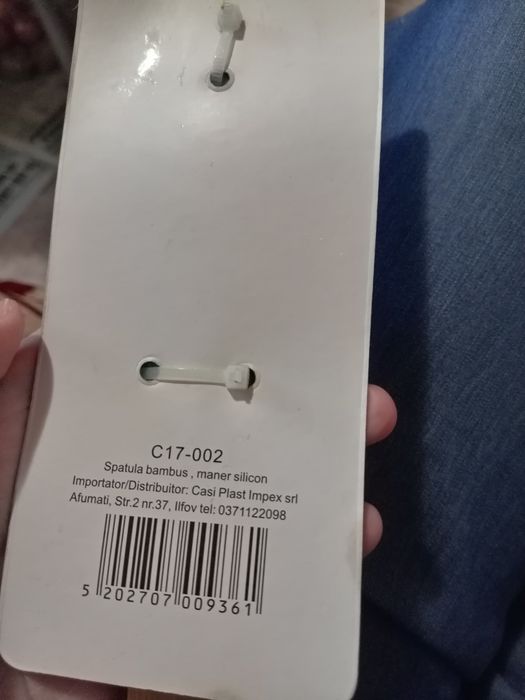 C17-002
Spatula bambus , maner silicon
Importator/Distribuitor: Casi Plast Impex srl
Afumati, Str.2 nr.37, Ilfov tel: 0371122098
5 202707 009361